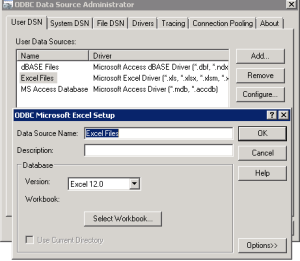 ODBC Data Source Administrator
User DSN System DSN File DSN Drivers Tracing Connection Pooling About
User Data Sources:
Name Driver
dBASE Files Microsoft Access dBASE Driver (*.dbf, *.ndx
Excel Files Microsoft Excel Driver (*.xls, *.xlsx, *.xlsm, *.x
MS Access Database Microsoft Access Driver (*.mdb, *.accdb)
Add...
Remove
Configure...
ODBC Microsoft Excel Setup
Data Source Name: Excel Files
Description:
OK
Cancel
Help
Database
Version: Excel 12.0
Workbook:
Select Workbook...
Use Current Directory
Options>>